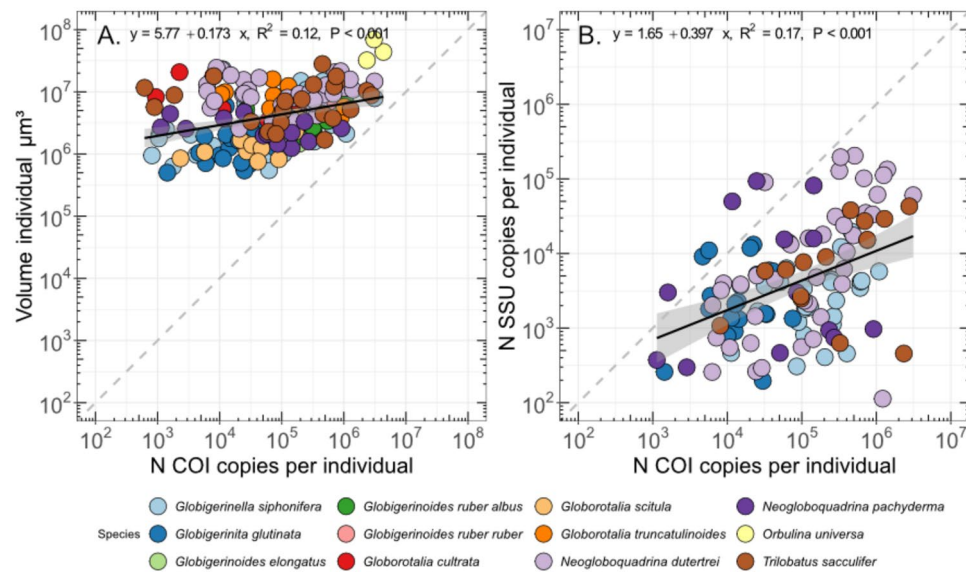 A. y = 5.77 + 0.173 x, R² = 0.12, P < 0.001
B. y = 1.65 + 0.397 x, R² = 0.17, P < 0.001
Volume individual µm³
10⁸
10⁷
10⁶
10⁵
10⁴
10³
10²
10² 10³ 10⁴ 10⁵ 10⁶ 10⁷ 10⁸
N COI copies per individual
N SSU copies per individual
10⁷
10⁶
10⁵
10⁴
10³
10²
10³ 10⁴ 10⁵ 10⁶ 10⁷
N COI copies per individual
Species
Globigerinella siphonifera
Globigerinita glutinata
Globigerinoides elongatus
Globigerinoides ruber albus
Globigerinoides ruber ruber
Globorotalia cultrata
Globorotalia scitula
Globorotalia truncatulinoides
Neogloboquadrina dutertrei
Neogloboquadrina pachyderma
Orbulina universa
Trilobatus sacculifer